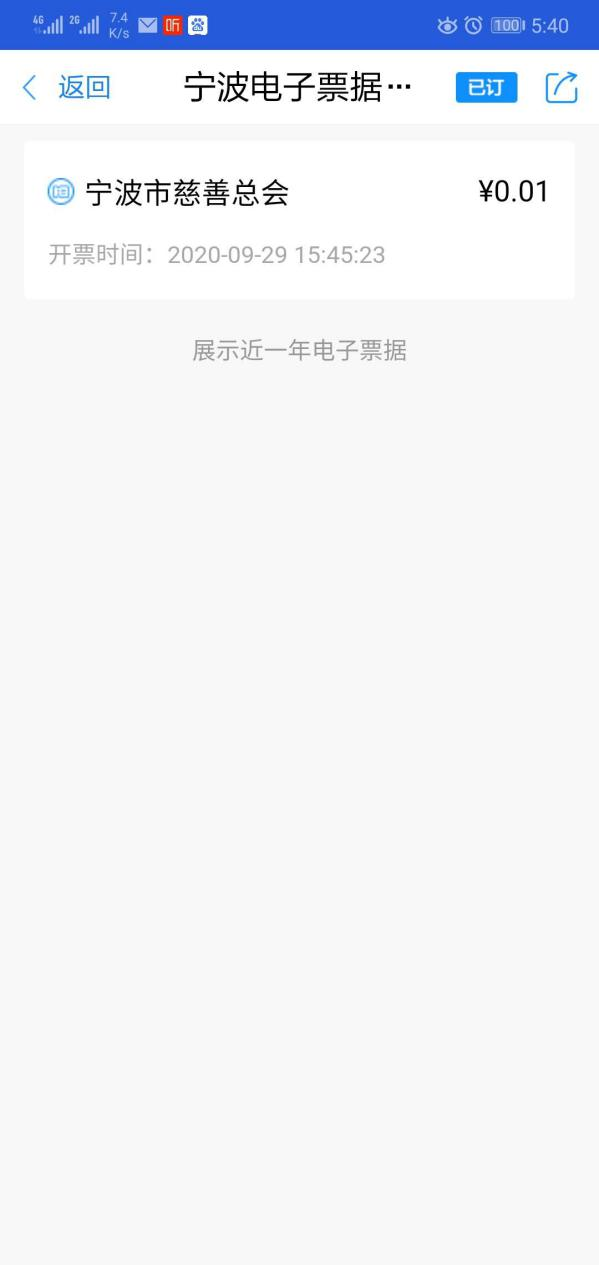 4G 2G 7.4 K/s 听 100 5:40
返回 宁波电子票据··· 已订
宁波市慈善总会 ¥0.01
开票时间：2020-09-29 15:45:23
展示近一年电子票据